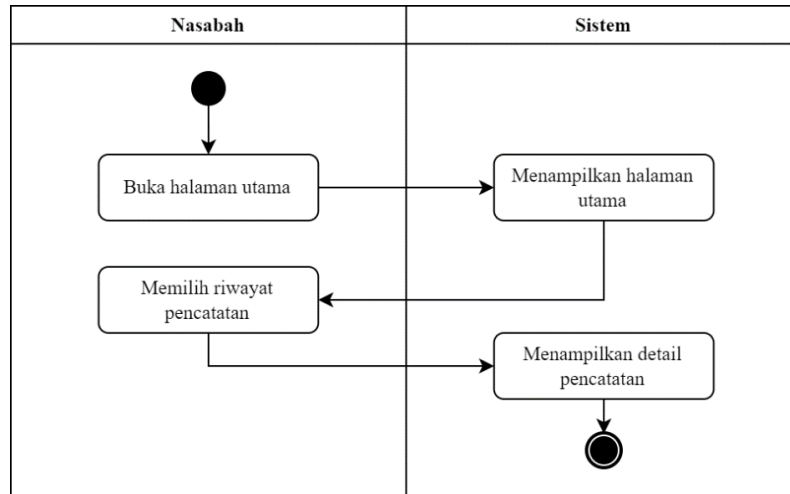 Nasabah
Sistem
Buka halaman utama
Menampilkan halaman
utama
Memilih riwayat
pencatatan
Menampilkan detail
pencatatan